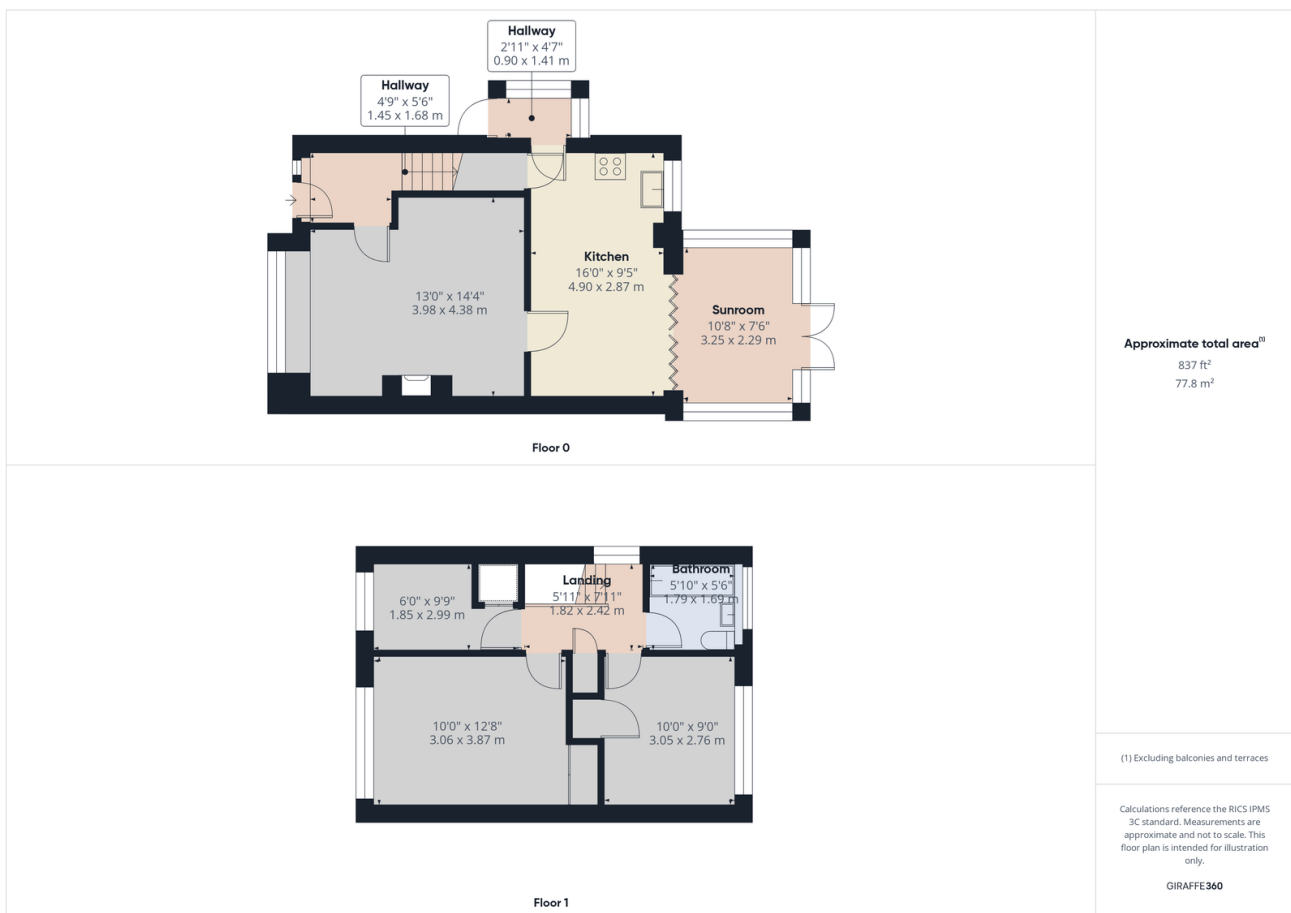 Hallway
2'11" x 4'7"
0.90 x 1.41 m
Hallway
4'9" x 5'6"
1.45 x 1.68 m
Kitchen
16'0" x 9'5"
4.90 x 2.87 m
13'0" x 14'4"
3.98 x 4.38 m
Sunroom
10'8" x 7'6"
3.25 x 2.29 m
Floor 0
Approximate total area(1)
837 ft²
77.8 m²
Landing
5'11" x 7'11"
1.82 x 2.42 m
Bathroom
5'10" x 5'6"
1.79 x 1.69 m
6'0" x 9'9"
1.85 x 2.99 m
10'0" x 12'8"
3.06 x 3.87 m
10'0" x 9'0"
3.05 x 2.76 m
Floor 1
(1) Excluding balconies and terraces
Calculations reference the RICS IPMS
3C standard. Measurements are
approximate and not to scale. This
floor plan is intended for illustration
only.
GIRAFFE360